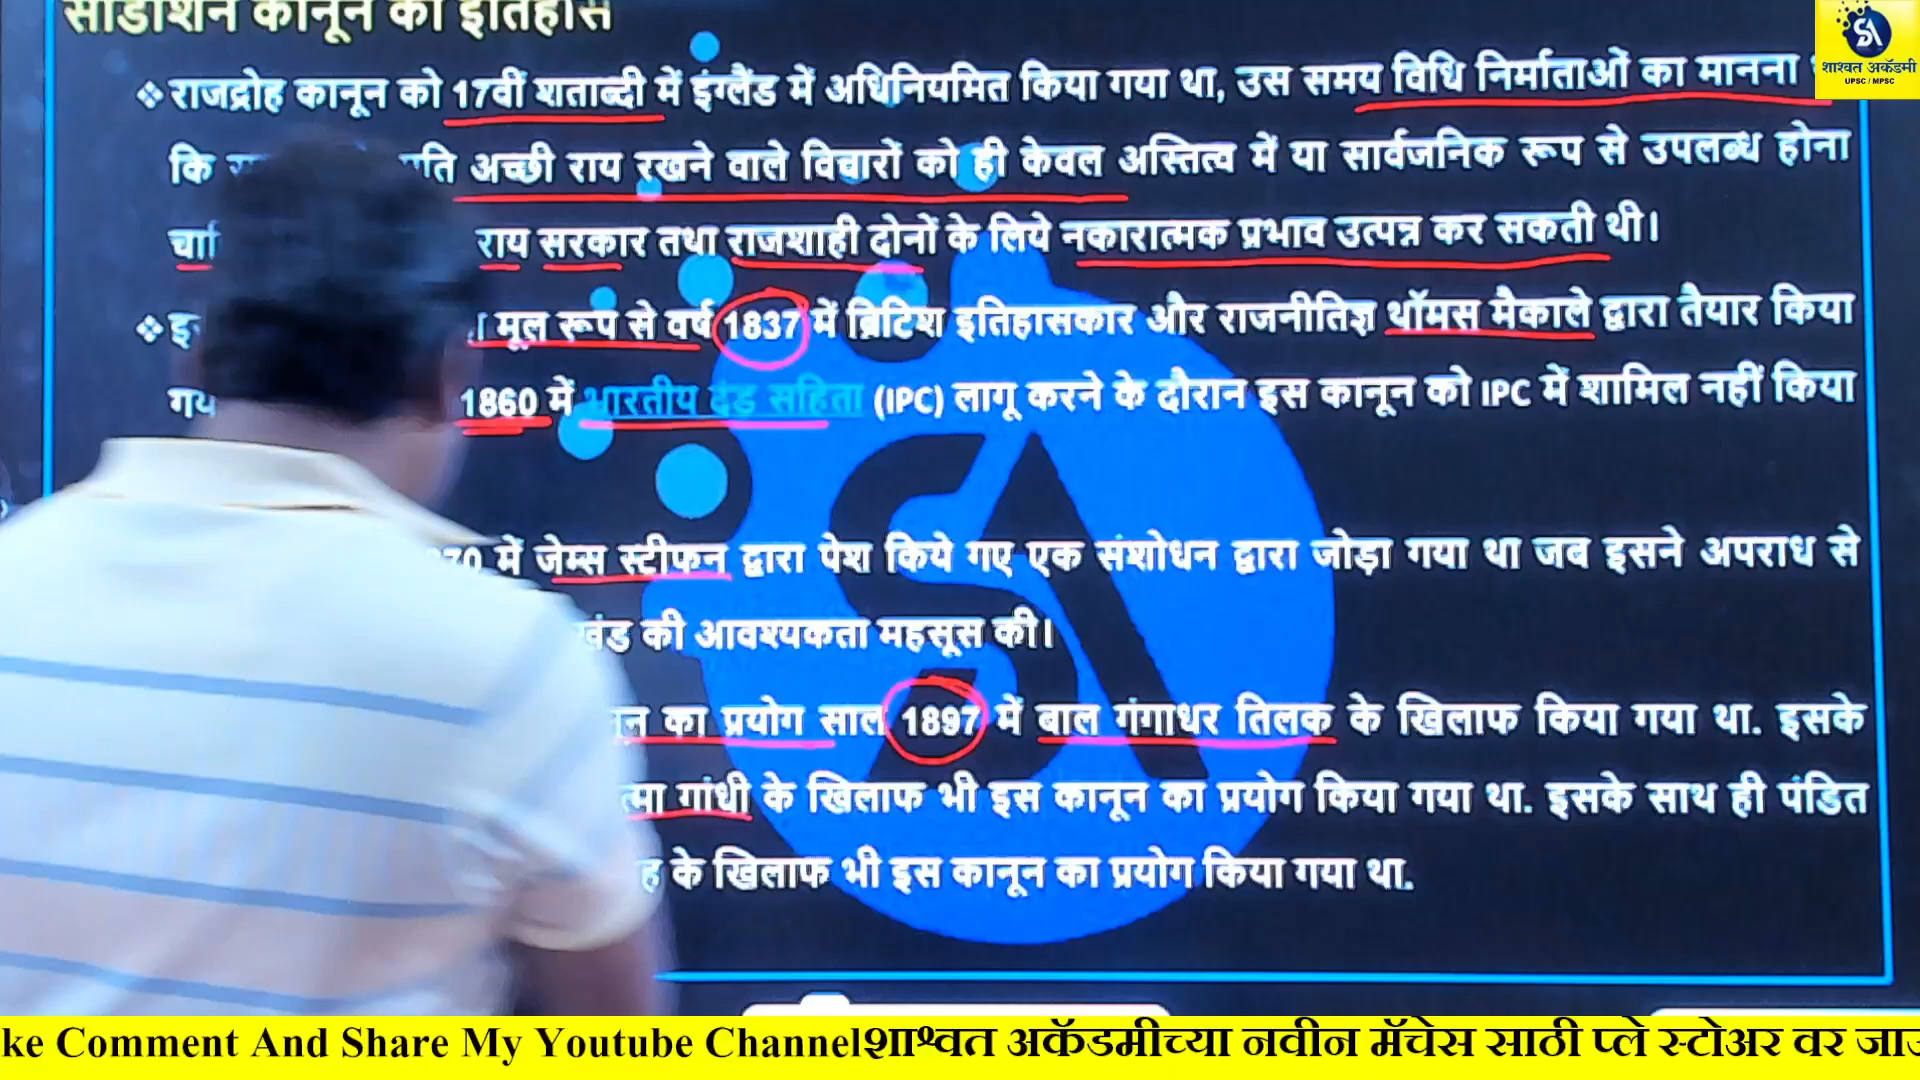 सीडीशन कानून का इतिहास
❖ राजद्रोह कानून को 17वीं शताब्दी में इंग्लैंड में अधिनियमित किया गया था, उस समय विधि निर्माताओं का मानना
कि अच्छी राय रखने वाले विचारों को ही केवल अस्तित्व में या सार्वजनिक रूप से उपलब्ध होना
राय सरकार तथा राजशाही दोनों के लिये नकारात्मक प्रभाव उत्पन्न कर सकती थी।
❖ मूल रूप से वर्ष 1837 में ब्रिटिश इतिहासकार और राजनीतिज्ञ थॉमस मैकाले द्वारा तैयार किया
1860 में भारतीय दंड सहिता (IPC) लागू करने के दौरान इस कानून को IPC में शामिल नहीं किया
में जेम्स स्टीफन द्वारा पेश किये गए एक संशोधन द्वारा जोड़ा गया था जब इसने अपराध से
की आवश्यकता महसूस की।
का प्रयोग साल 1897 में बाल गंगाधर तिलक के खिलाफ किया गया था. इसके
गांधी के खिलाफ भी इस कानून का प्रयोग किया गया था. इसके साथ ही पंडित
के खिलाफ भी इस कानून का प्रयोग किया गया था.
SA
शाश्वत अकॅडमी
UPSC / MPSC
ke Comment And Share My Youtube Channelशाश्वत अकॅडमीच्या नवीन मॅचेस साठी प्ले स्टोअर वर